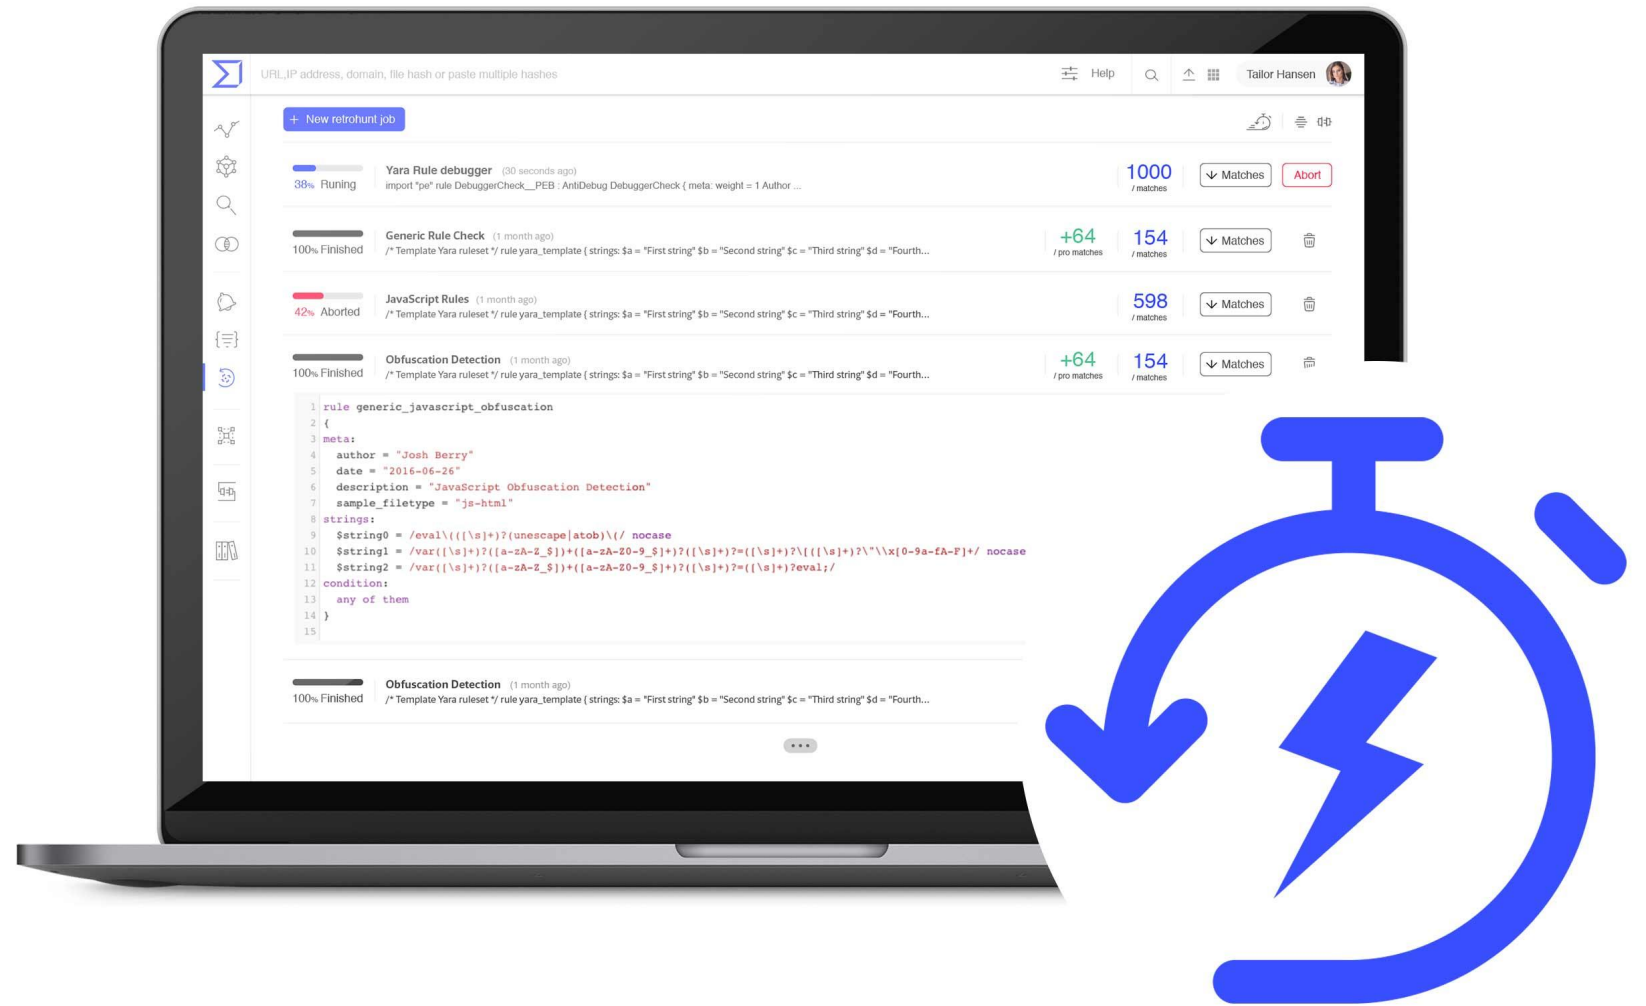 URL,IP address, domain, file hash or paste multiple hashes
Help
Tailor Hansen
+ New retrohunt job
Yara Rule debugger (30 seconds ago)
38% Runing
import "pe" rule DebuggerCheck__PEB : AntiDebug DebuggerCheck { meta: weight = 1 Author ...
1000
/ matches
Matches
Abort
Generic Rule Check (1 month ago)
100% Finished
/* Template Yara ruleset */ rule yara_template { strings: $a = "First string" $b = "Second string" $c = "Third string" $d = "Fourth...
+64
/ pro matches
154
/ matches
Matches
JavaScript Rules (1 month ago)
42% Aborted
/* Template Yara ruleset */ rule yara_template { strings: $a = "First string" $b = "Second string" $c = "Third string" $d = "Fourth...
598
/ matches
Matches
Obfuscation Detection (1 month ago)
100% Finished
/* Template Yara ruleset */ rule yara_template { strings: $a = "First string" $b = "Second string" $c = "Third string" $d = "Fourth...
+64
/ pro matches
154
/ matches
Matches
1 rule generic_javascript_obfuscation
2 {
3 meta:
4 author = "Josh Berry"
5 date = "2016-06-26"
6 description = "JavaScript Obfuscation Detection"
7 sample_filetype = "js-html"
8 strings:
9 $string0 = /eval\(([\s]+)?(unescape|atob)\(/ nocase
10 $string1 = /var([\s]+)?([a-zA-Z_$])+([a-zA-Z0-9_$]+)?([\s]+)?=([\s]+)?\[([\s]+)?\"\\x[0-9a-fA-F]+/ nocase
11 $string2 = /var([\s]+)?([a-zA-Z_$])+([a-zA-Z0-9_$]+)?([\s]+)?=([\s]+)?eval;/
12 condition:
13 any of them
14 }
15
Obfuscation Detection (1 month ago)
100% Finished
/* Template Yara ruleset */ rule yara_template { strings: $a = "First string" $b = "Second string" $c = "Third string" $d = "Fourth...